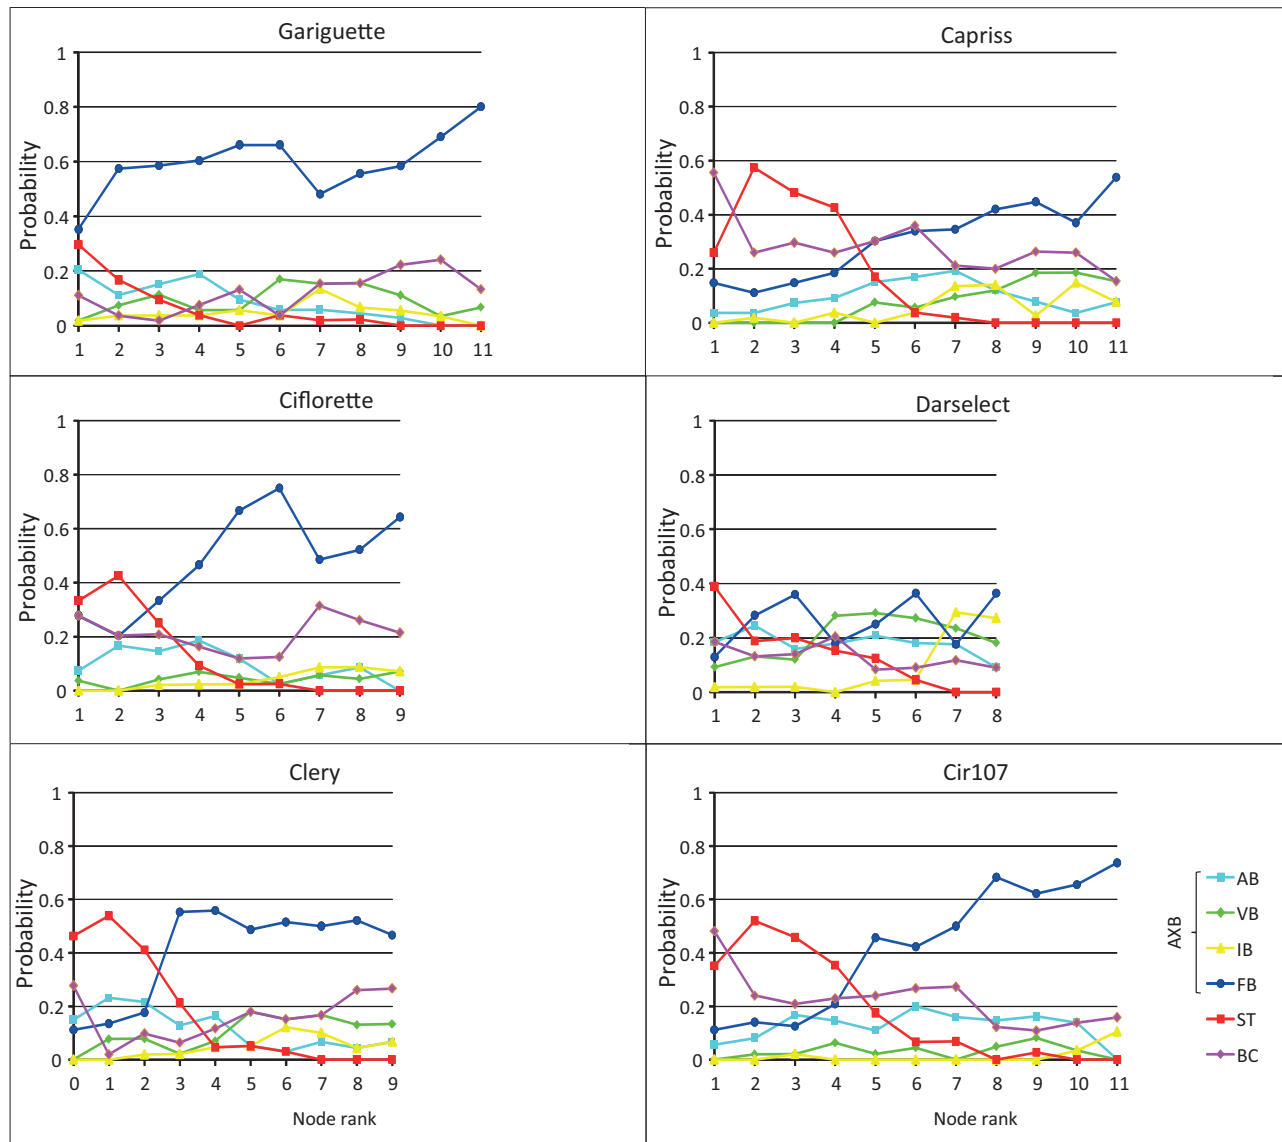 Gariguette
1
0.8
0.6
0.4
0.2
0
Probability
1 2 3 4 5 6 7 8 9 10 11
Capriss
1
0.8
0.6
0.4
0.2
0
Probability
1 2 3 4 5 6 7 8 9 10 11
Ciflorette
1
0.8
0.6
0.4
0.2
0
Probability
1 2 3 4 5 6 7 8 9
Darselect
1
0.8
0.6
0.4
0.2
0
Probability
1 2 3 4 5 6 7 8
Clery
1
0.8
0.6
0.4
0.2
0
Probability
0 1 2 3 4 5 6 7 8 9
Node rank
Cir107
1
0.8
0.6
0.4
0.2
0
Probability
1 2 3 4 5 6 7 8 9 10 11
Node rank
AXB
AB
VB
IB
FB
ST
BC